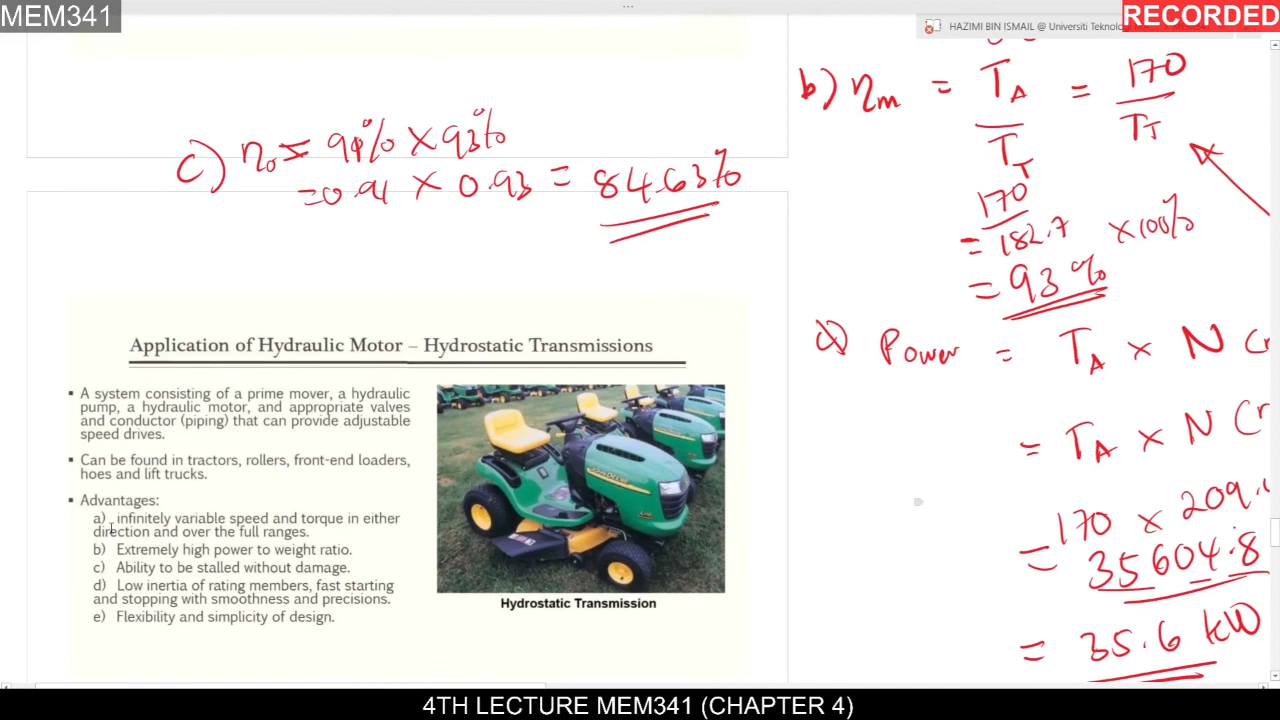 MEM341
RECORDED
HAZIMI BIN ISMAIL @ Universiti Teknolog
b) ηm = TA / TT = 170 / TT
= 170 / 182.7 × 100%
= 93%
c) ηo = 91% × 93%
= 0.91 × 0.93 = 84.63%
d) Power = TA × N
= TA × N
= 170 × 209.
= 35604.8
= 35.6 kW
Application of Hydraulic Motor – Hydrostatic Transmissions
▪ A system consisting of a prime mover, a hydraulic
pump, a hydraulic motor, and appropriate valves
and conductor (piping) that can provide adjustable
speed drives.
▪ Can be found in tractors, rollers, front-end loaders,
hoes and lift trucks.
▪ Advantages:
a) infinitely variable speed and torque in either
direction and over the full ranges.
b) Extremely high power to weight ratio.
c) Ability to be stalled without damage.
d) Low inertia of rating members, fast starting
and stopping with smoothness and precisions.
e) Flexibility and simplicity of design.
Hydrostatic Transmission
4TH LECTURE MEM341 (CHAPTER 4)